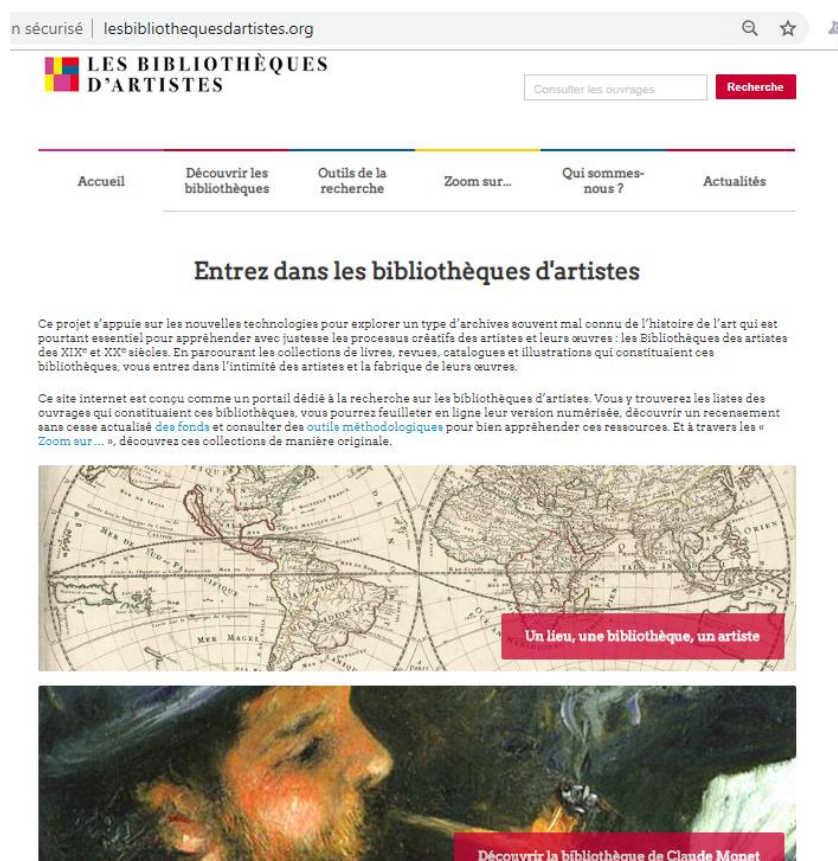 n sécurisé | lesbibliothequesdartistes.org
LES BIBLIOTHÈQUES
D'ARTISTES
Consulter les ouvrages
Recherche
Accueil
Découvrir les
bibliothèques
Outils de la
recherche
Zoom sur...
Qui sommes-
nous ?
Actualités
Entrez dans les bibliothèques d'artistes
Ce projet s’appuie sur les nouvelles technologies pour explorer un type d’archives souvent mal connu de l’histoire de l’art qui est
pourtant essentiel pour appréhender avec justesse les processus créatifs des artistes et leurs œuvres : les Bibliothèques des artistes
des XIXᵉ et XXᵉ siècles. En parcourant les collections de livres, revues, catalogues et illustrations qui constituaient ces
bibliothèques, vous entrez dans l’intimité des artistes et la fabrique de leurs œuvres.
Ce site internet est conçu comme un portail dédié à la recherche sur les bibliothèques d’artistes. Vous y trouverez les listes des
ouvrages qui constituaient ces bibliothèques, vous pourrez feuilleter en ligne leur version numérisée, découvrir un recensement
sans cesse actualisé des fonds et consulter des outils méthodologiques pour bien appréhender ces ressources. Et à travers les «
Zoom sur… », découvrez ces collections de manière originale.
MER DE SUD
PACIFIQUE
MER MAGEL
Un lieu, une bibliothèque, un artiste
Découvrir la bibliothèque de Claude Monet